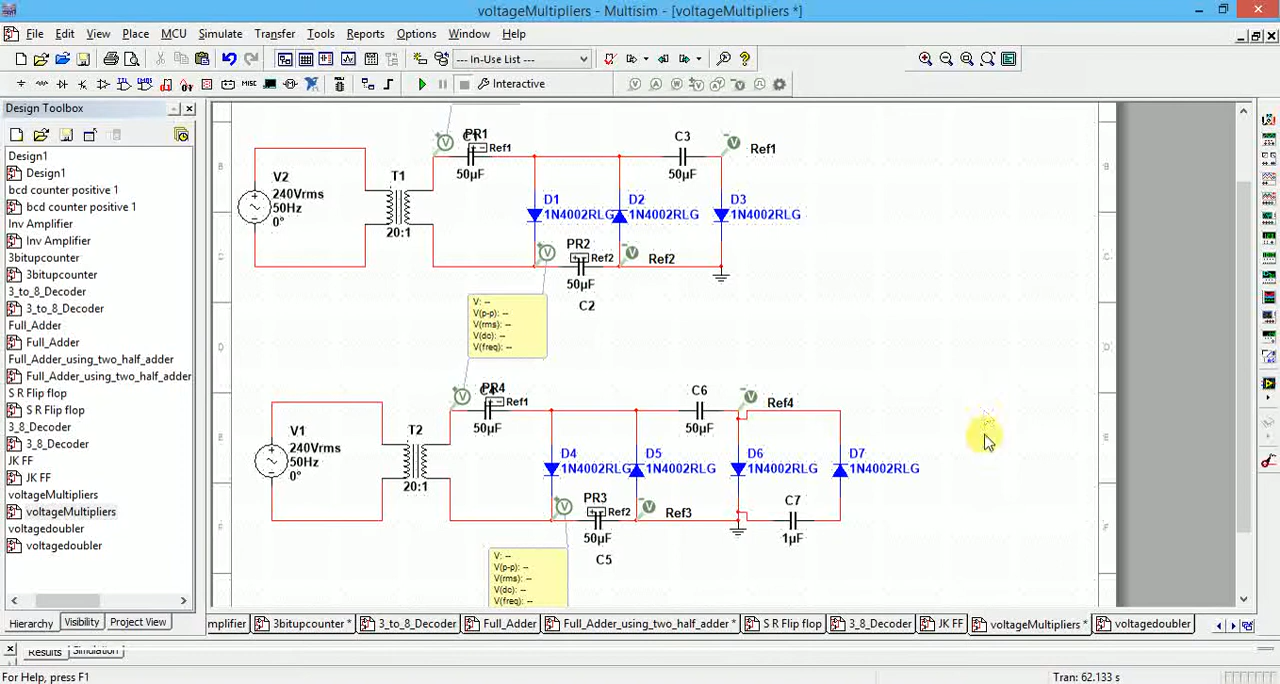 voltageMultipliers - Multisim - [voltageMultipliers *]
File Edit View Place MCU Simulate Transfer Tools Reports Options Window Help
--- In-Use List ---
Interactive
Design Toolbox
Design1
Design1
bcd counter positive 1
bcd counter positive 1
Inv Amplifier
Inv Amplifier
3bitupcounter
3bitupcounter
3_to_8_Decoder
3_to_8_Decoder
Full_Adder
Full_Adder
Full_Adder_using_two_half_adder
Full_Adder_using_two_half_adder
S R Flip flop
S R Flip flop
3_8_Decoder
3_8_Decoder
JK FF
JK FF
voltageMultipliers
voltageMultipliers
voltagedoubler
voltagedoubler
Hierarchy Visibility Project View
PR1
Ref1
50µF
C3
50µF
Ref1
V2
240Vrms
50Hz
0°
T1
20:1
D1
1N4002RLG
D2
1N4002RLG
D3
1N4002RLG
PR2
Ref2
50µF
C2
Ref2
V: --
V(p-p): --
V(rms): --
V(dc): --
V(freq): --
PR4
Ref1
50µF
C6
50µF
Ref4
V1
240Vrms
50Hz
0°
T2
20:1
D4
1N4002RLG
D5
1N4002RLG
D6
1N4002RLG
D7
1N4002RLG
PR3
Ref2
50µF
C5
Ref3
C7
1µF
V: --
V(p-p): --
V(rms): --
V(dc): --
V(freq): --
mplifier 3bitupcounter * 3_to_8_Decoder Full_Adder Full_Adder_using_two_half_adder * S R Flip flop 3_8_Decoder JK FF voltageMultipliers * voltagedoubler
Results Simulation
For Help, press F1
Tran: 62.133 s